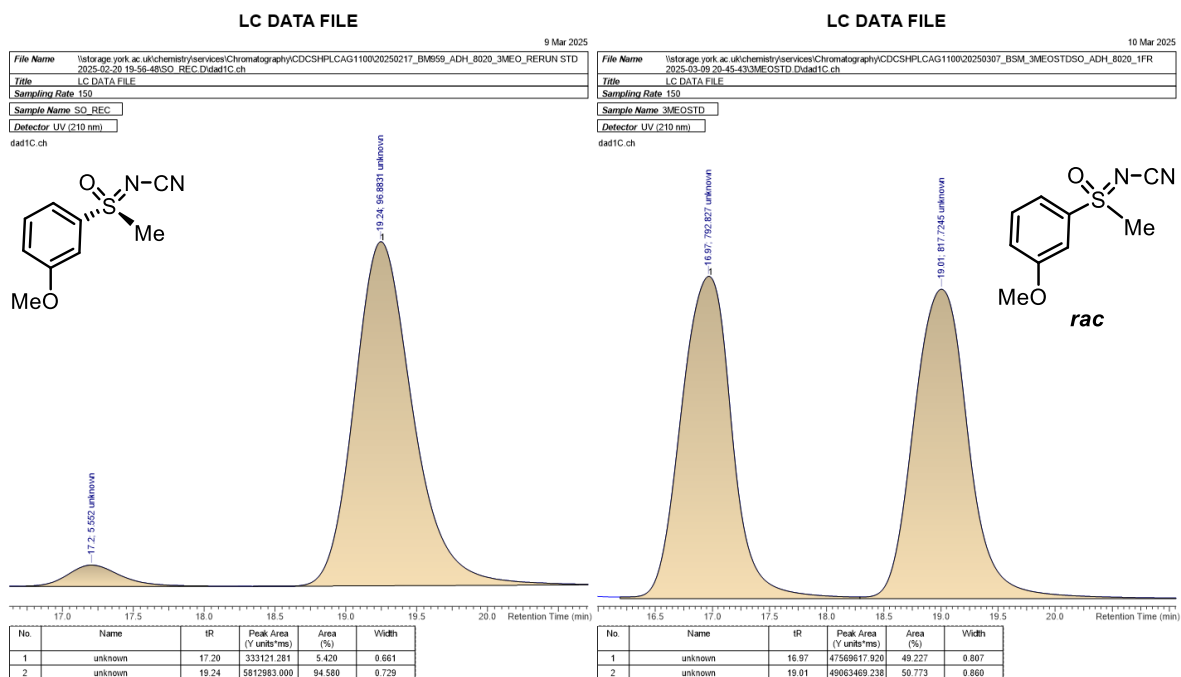 LC DATA FILE
9 Mar 2025
File Name \\storage.york.ac.uk\chemistry\services\Chromatography\CDCSHPLCAG1100\20250217_BM959_ADH_8020_3MEO_RERUN STD
2025-02-20 19-56-48\SO_REC.D\dad1C.ch
Title LC DATA FILE
Sampling Rate 150
Sample Name SO_REC
Detector UV (210 nm)
dad1C.ch
O
N–CN
S
Me
MeO
17.2; 5.552 unknown
19.24; 96.8831 unknown
17.0 17.5 18.0 18.5 19.0 19.5 20.0 Retention Time (min)
No. Name tR Peak Area (Y units*ms) Area (%) Width
1 unknown 17.20 333121.281 5.420 0.661
2 unknown 19.24 5812983.000 94.580 0.729
LC DATA FILE
10 Mar 2025
File Name \\storage.york.ac.uk\chemistry\services\Chromatography\CDCSHPLCAG1100\20250307_BSM_3MEOSTDSO_ADH_8020_1FR
2025-03-09 20-45-43\3MEOSTD.D\dad1C.ch
Title LC DATA FILE
Sampling Rate 150
Sample Name 3MEOSTD
Detector UV (210 nm)
dad1C.ch
16.97; 792.827 unknown
19.01; 817.7245 unknown
O
N–CN
S
Me
MeO
rac
16.5 17.0 17.5 18.0 18.5 19.0 19.5 20.0 Retention Time (min)
No. Name tR Peak Area (Y units*ms) Area (%) Width
1 unknown 16.97 47569617.920 49.227 0.807
2 unknown 19.01 49063469.238 50.773 0.860